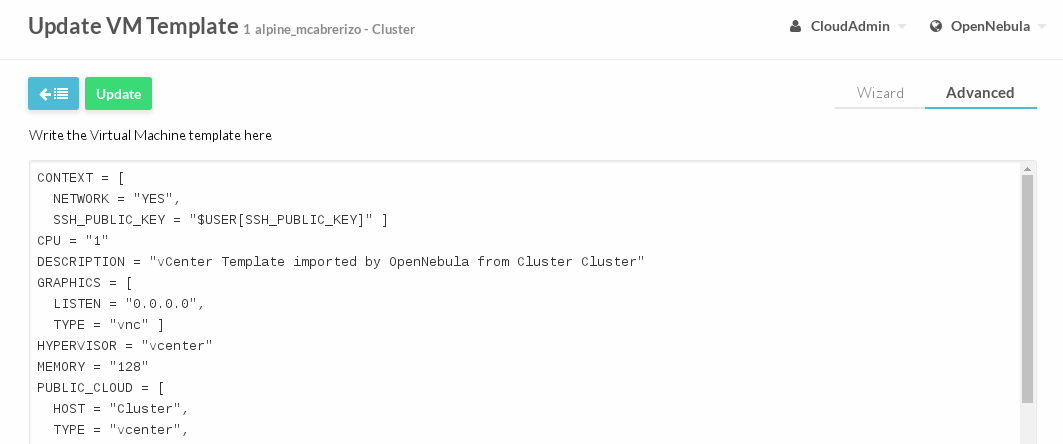 Update VM Template 1 alpine_mcabrerizo - Cluster
CloudAdmin
OpenNebula
Update
Wizard
Advanced
Write the Virtual Machine template here
CONTEXT = [
NETWORK = "YES",
SSH_PUBLIC_KEY = "$USER[SSH_PUBLIC_KEY]" ]
CPU = "1"
DESCRIPTION = "vCenter Template imported by OpenNebula from Cluster Cluster"
GRAPHICS = [
LISTEN = "0.0.0.0",
TYPE = "vnc" ]
HYPERVISOR = "vcenter"
MEMORY = "128"
PUBLIC_CLOUD = [
HOST = "Cluster",
TYPE = "vcenter",